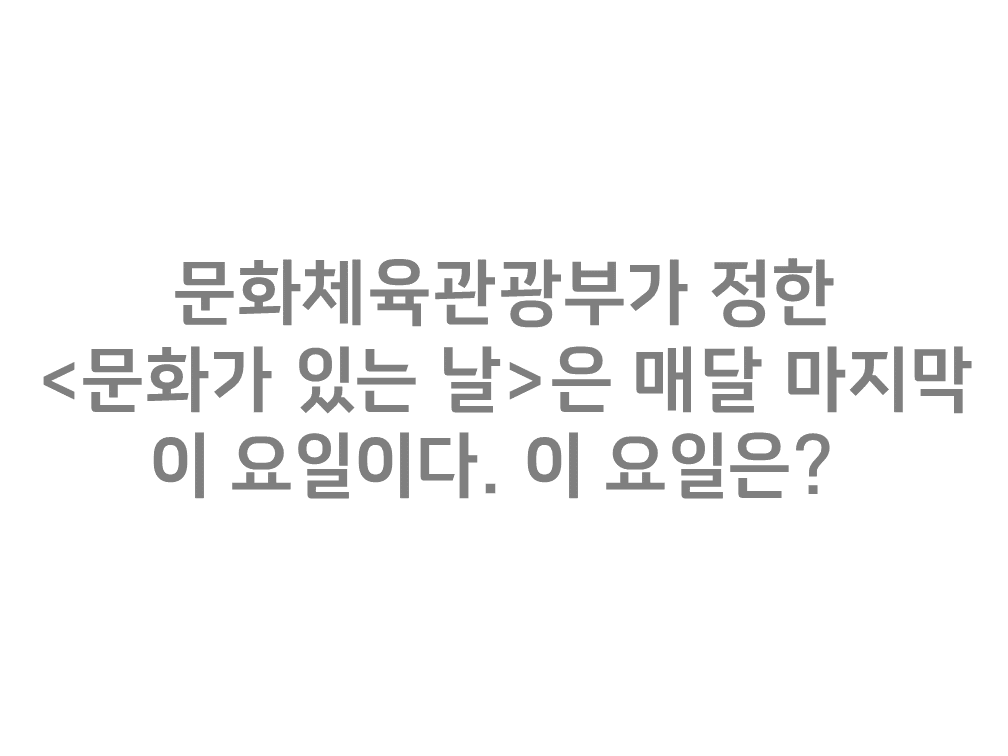 문화체육관광부가 정한
<문화가 있는 날>은 매달 마지막
이 요일이다. 이 요일은?